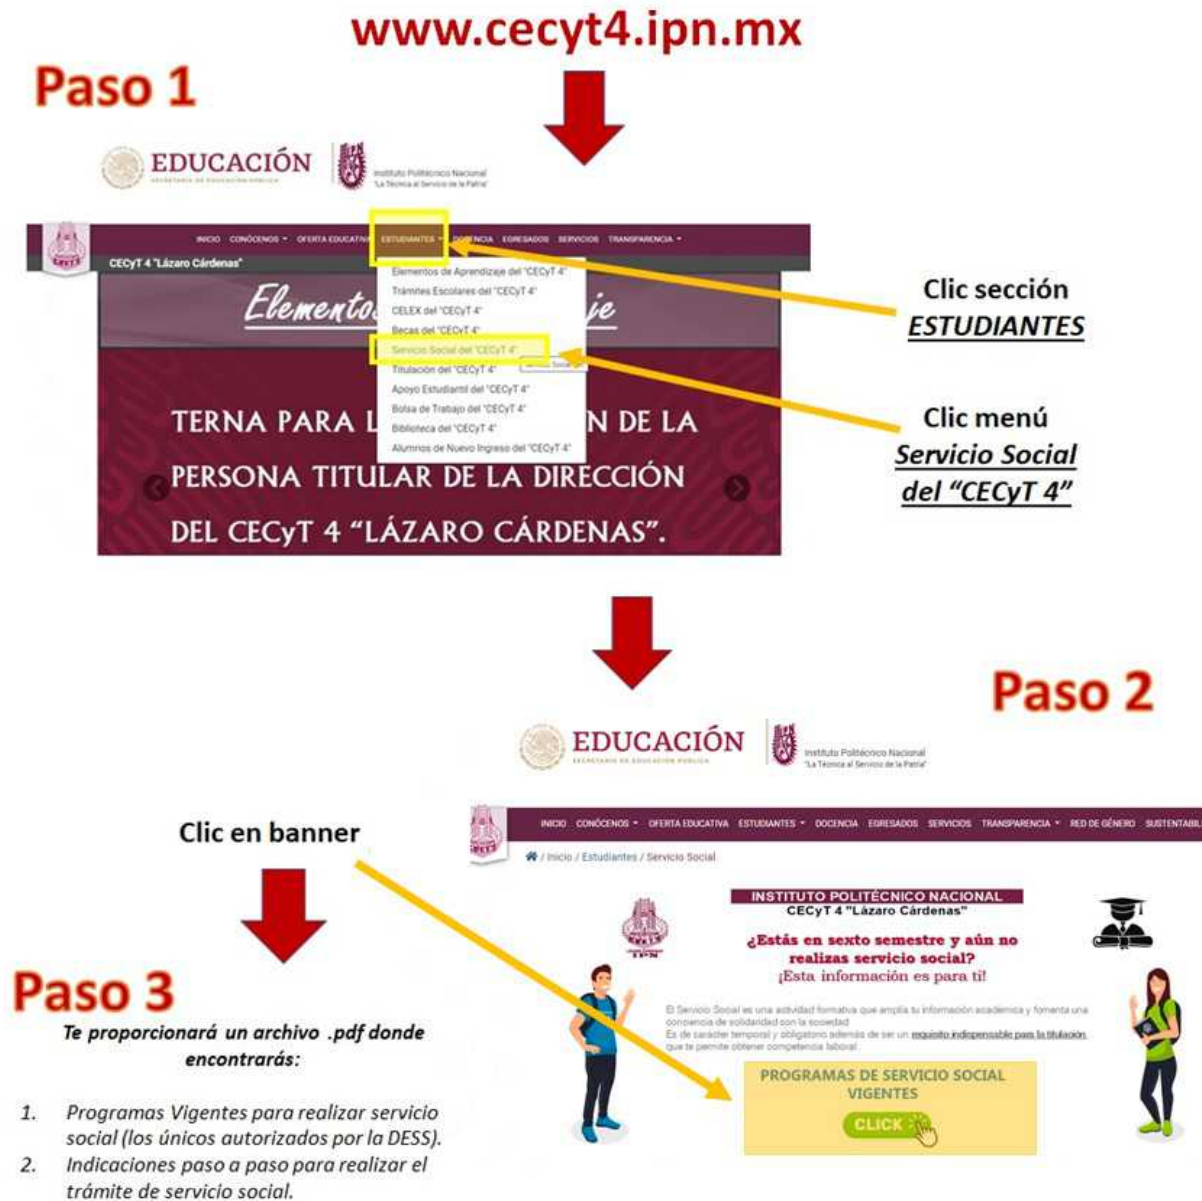 www.cecyt4.ipn.mx
Paso 1
EDUCACIÓN
SECRETARÍA DE EDUCACIÓN PÚBLICA
Instituto Politécnico Nacional
"La Técnica al Servicio de la Patria"
INICIO CONÓCENOS OFERTA EDUCATIVA ESTUDIANTES DOCENCIA EGRESADOS SERVICIOS TRANSPARENCIA
CECyT 4 "Lázaro Cárdenas"
Elementos de Aprendizaje del "CECyT 4"
Trámites Escolares del "CECyT 4"
CELEX del "CECyT 4"
Becas del "CECyT 4"
Servicio Social del "CECyT 4"
Titulación del "CECyT 4"
Apoyo Estudiantil del "CECyT 4"
Bolsa de Trabajo del "CECyT 4"
Biblioteca del "CECyT 4"
Alumnos de Nuevo Ingreso del "CECyT 4"
Elemento je
TERNA PARA L N DE LA
PERSONA TITULAR DE LA DIRECCIÓN
DEL CECyT 4 “LÁZARO CÁRDENAS”.
Clic sección
ESTUDIANTES
Clic menú
Servicio Social
del “CECyT 4”
Paso 2
EDUCACIÓN
SECRETARÍA DE EDUCACIÓN PÚBLICA
Instituto Politécnico Nacional
"La Técnica al Servicio de la Patria"
INICIO CONÓCENOS OFERTA EDUCATIVA ESTUDIANTES DOCENCIA EGRESADOS SERVICIOS TRANSPARENCIA RED DE GÉNERO SUSTENTABIL
/ Inicio / Estudiantes / Servicio Social
INSTITUTO POLITÉCNICO NACIONAL
CECyT 4 "Lázaro Cárdenas"
IPN
¿Estás en sexto semestre y aún no
realizas servicio social?
¡Esta información es para ti!
El Servicio Social es una actividad formativa que amplía tu información académica y fomenta una
conciencia de solidaridad con la sociedad
Es de carácter temporal y obligatorio además de ser un requisito indispensable para la titulación,
que te permite obtener competencia laboral.
PROGRAMAS DE SERVICIO SOCIAL
VIGENTES
CLICK
Clic en banner
Paso 3
Te proporcionará un archivo .pdf donde
encontrarás:
1. Programas Vigentes para realizar servicio
social (los únicos autorizados por la DESS).
2. Indicaciones paso a paso para realizar el
trámite de servicio social.